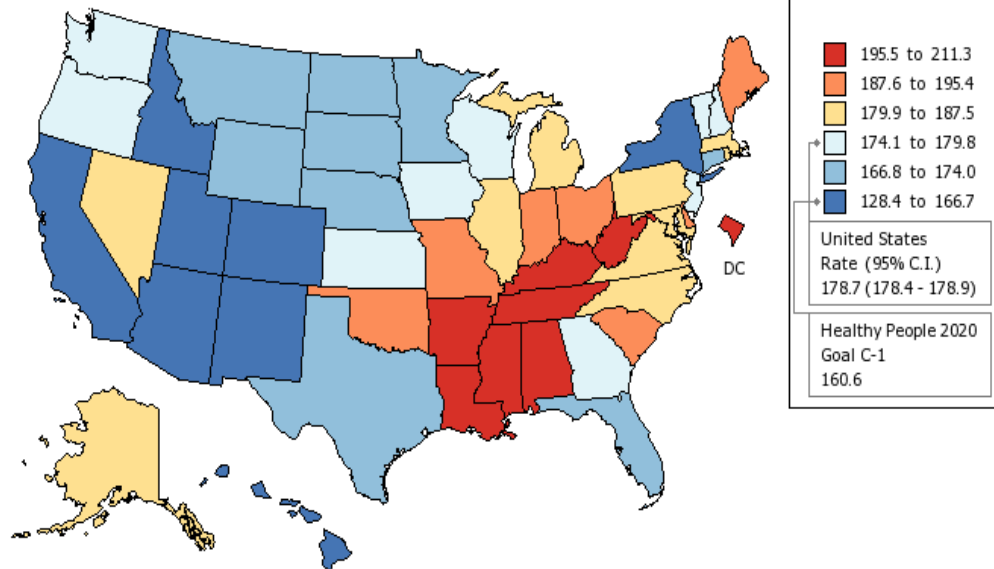 195.5 to 211.3
187.6 to 195.4
179.9 to 187.5
174.1 to 179.8
166.8 to 174.0
128.4 to 166.7
United States
Rate (95% C.I.)
178.7 (178.4 - 178.9)
Healthy People 2020
Goal C-1
160.6
DC